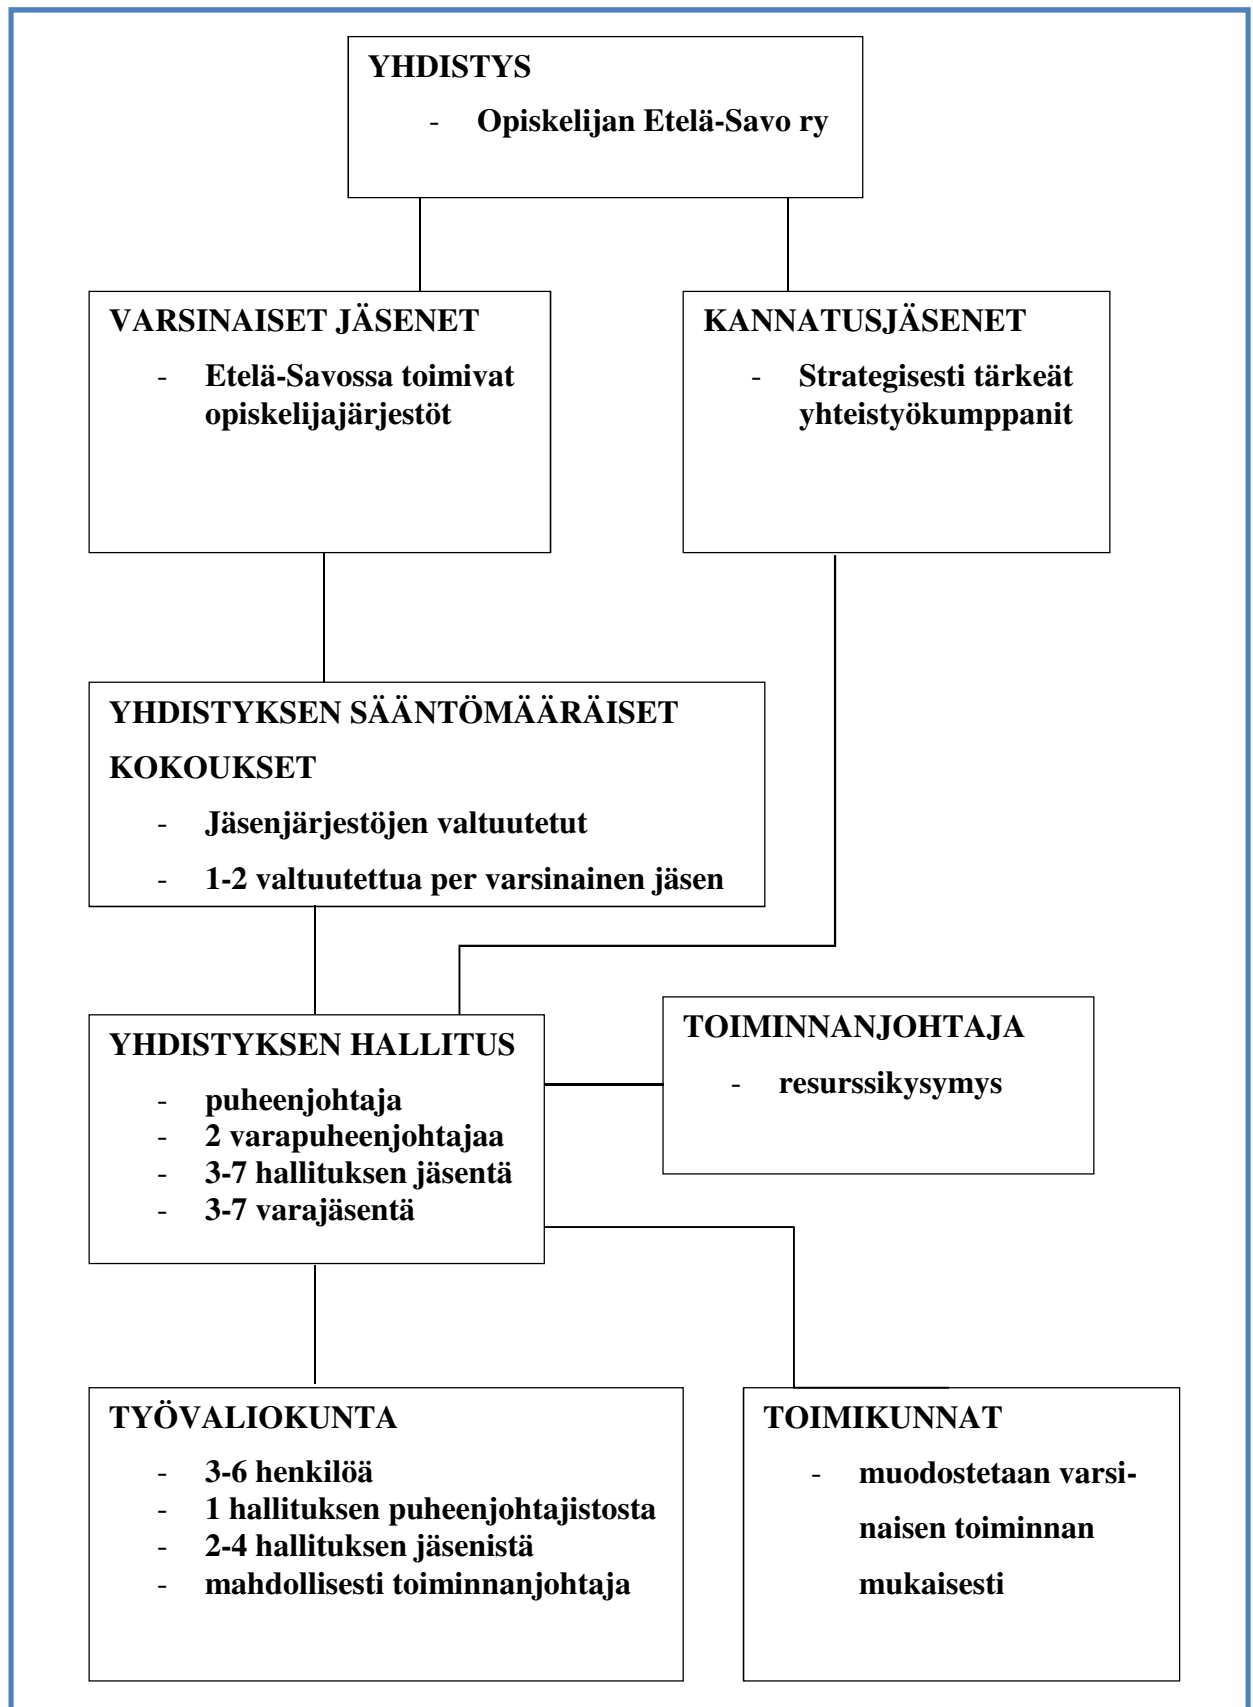 YHDISTYS
- Opiskelijan Etelä-Savo ry
VARSINAISET JÄSENET
- Etelä-Savossa toimivat
opiskelijajärjestöt
KANNATUSJÄSENET
- Strategisesti tärkeät
yhteistyökumppanit
YHDISTYKSEN SÄÄNTÖMÄÄRÄISET
KOKOUKSET
- Jäsenjärjestöjen valtuutetut
- 1-2 valtuutettua per varsinainen jäsen
YHDISTYKSEN HALLITUS
- puheenjohtaja
- 2 varapuheenjohtajaa
- 3-7 hallituksen jäsentä
- 3-7 varajäsentä
TOIMINNANJOHTAJA
- resurssikysymys
TYÖVALIOKUNTA
- 3-6 henkilöä
- 1 hallituksen puheenjohtajistosta
- 2-4 hallituksen jäsenistä
- mahdollisesti toiminnanjohtaja
TOIMIKUNNAT
- muodostetaan varsi-
naisen toiminnan
mukaisesti